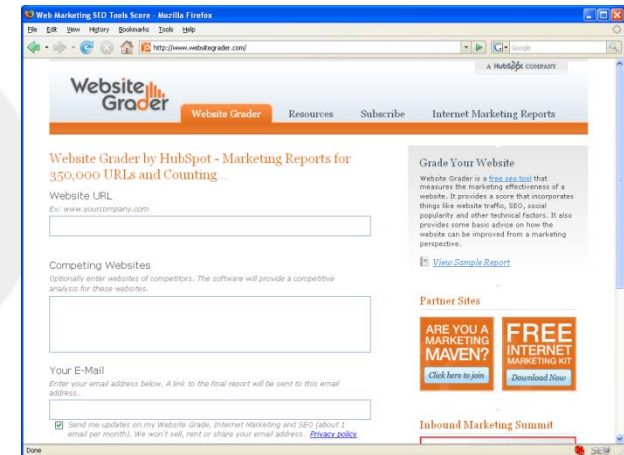 Web Marketing SEO Tools Score - Mozilla Firefox
File Edit View History Bookmarks Tools Help
http://www.websitegrader.com/
Google
A HubSpot COMPANY
Website Grader
Website Grader Resources Subscribe Internet Marketing Reports
Website Grader by HubSpot - Marketing Reports for
350,000 URLs and Counting...
Website URL
Ex: www.yourcompany.com
Competing Websites
Optionally enter websites of competitors. The software will provide a competitive
analysis for these websites.
Your E-Mail
Enter your email address below. A link to the final report will be sent to this email
address.
Send me updates on my Website Grade, Internet Marketing and SEO (about 1
email per month). We won't sell, rent or share your email address. Privacy policy.
Grade Your Website
Website Grader is a free seo tool that
measures the marketing effectiveness of a
website. It provides a score that incorporates
things like website traffic, SEO, social
popularity and other technical factors. It also
provides some basic advice on how the
website can be improved from a marketing
perspective.
View Sample Report
Partner Sites
ARE YOU A
MARKETING
MAVEN?
Click here to join
FREE
INTERNET
MARKETING KIT
Download Now
Inbound Marketing Summit
Done